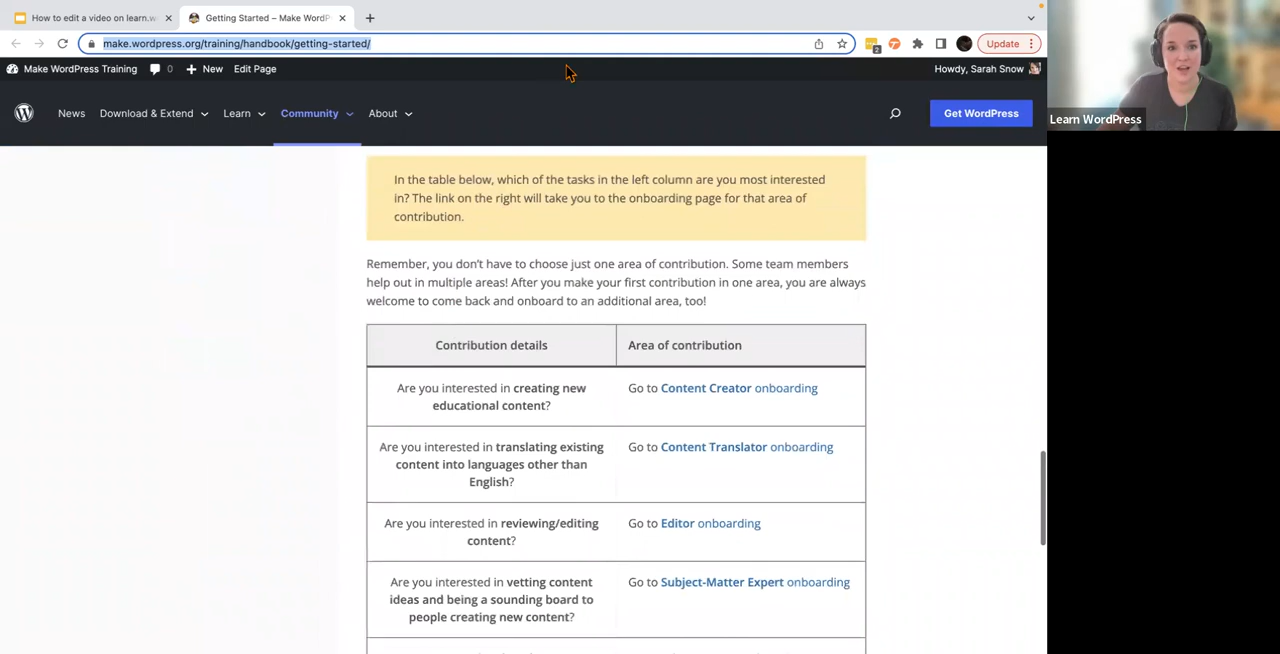 How to edit a video on learn.w
Getting Started – Make WordP
make.wordpress.org/training/handbook/getting-started/
2
Update
Make WordPress Training
0
New
Edit Page
Howdy, Sarah Snow
News
Download & Extend
Learn
Community
About
Get WordPress
Learn WordPress
In the table below, which of the tasks in the left column are you most interested
in? The link on the right will take you to the onboarding page for that area of
contribution.
Remember, you don't have to choose just one area of contribution. Some team members
help out in multiple areas! After you make your first contribution in one area, you are always
welcome to come back and onboard to an additional area, too!
Contribution details
Area of contribution
Are you interested in creating new
educational content?
Go to Content Creator onboarding
Are you interested in translating existing
content into languages other than
English?
Go to Content Translator onboarding
Are you interested in reviewing/editing
content?
Go to Editor onboarding
Are you interested in vetting content
ideas and being a sounding board to
people creating new content?
Go to Subject-Matter Expert onboarding